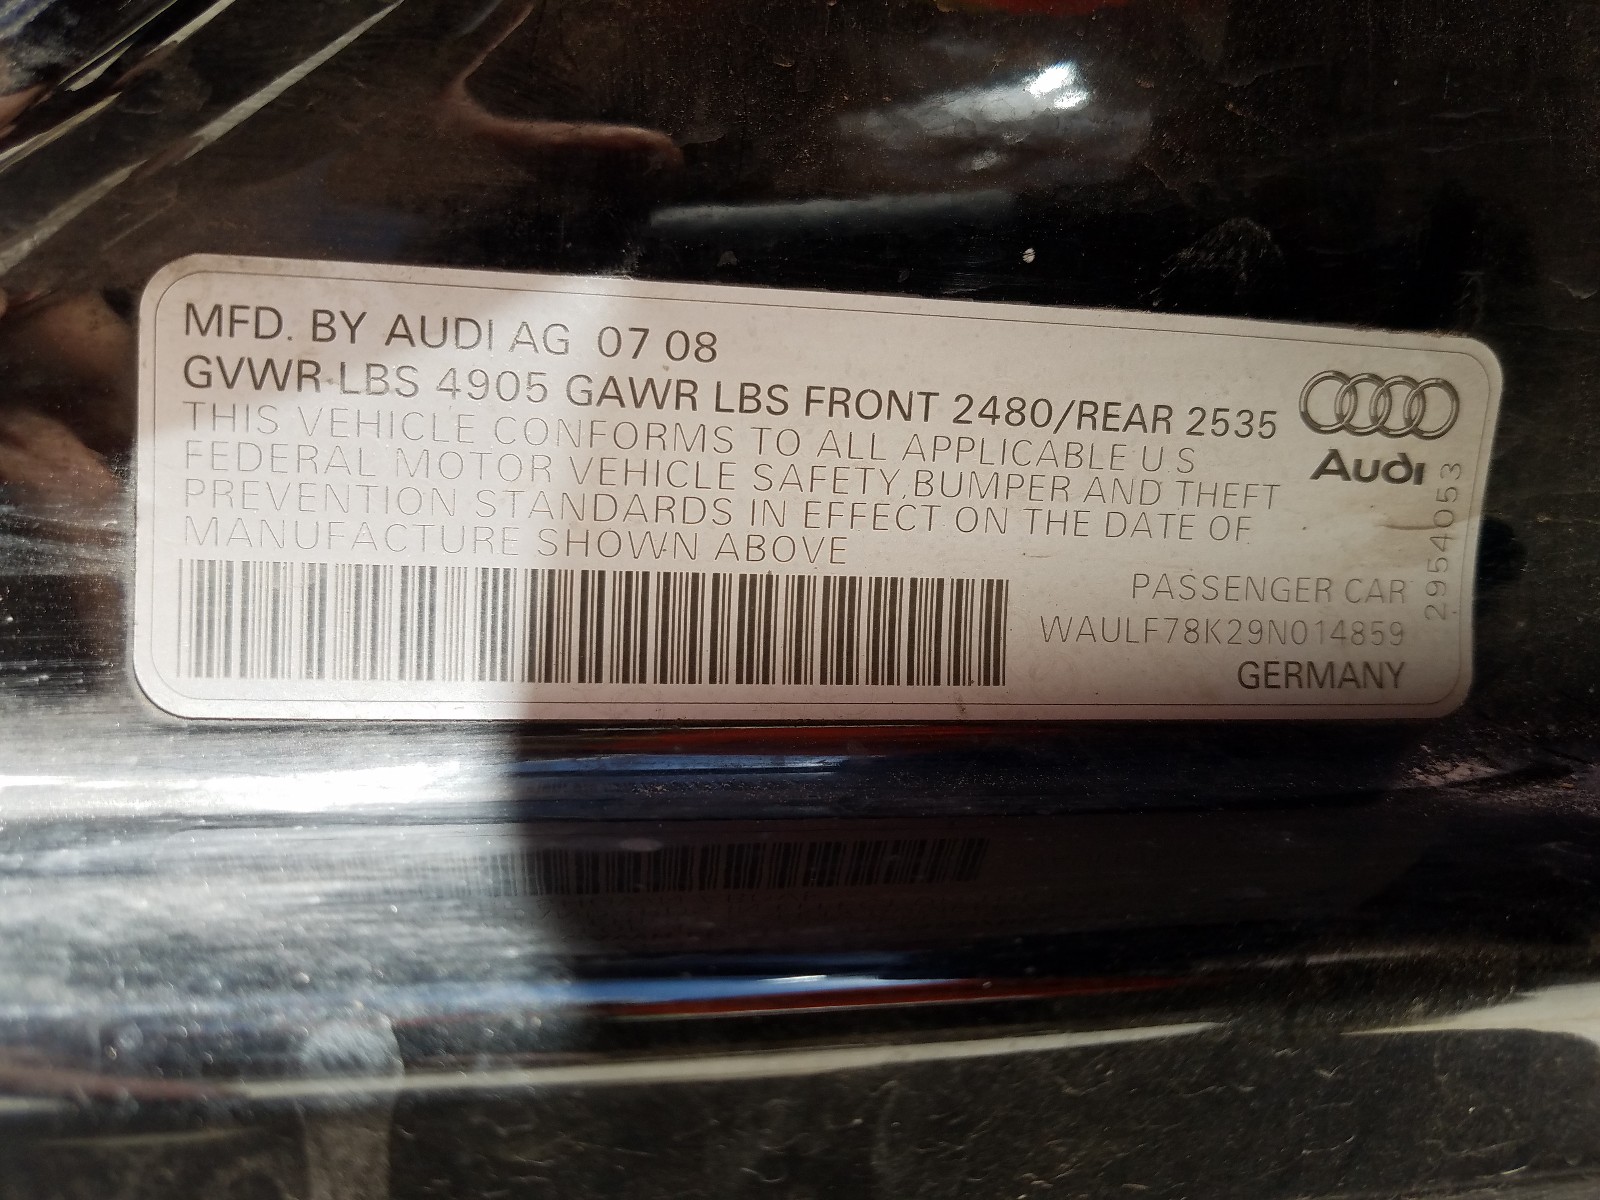 MFD. BY AUDI AG 07 08
GVWR LBS 4905 GAWR LBS FRONT 2480/REAR 2535
THIS VEHICLE CONFORMS TO ALL APPLICABLE U S
FEDERAL MOTOR VEHICLE SAFETY, BUMPER AND THEFT
PREVENTION STANDARDS IN EFFECT ON THE DATE OF
MANUFACTURE SHOWN ABOVE
Audi
2954053
PASSENGER CAR
WAULF78K29N014859
GERMANY